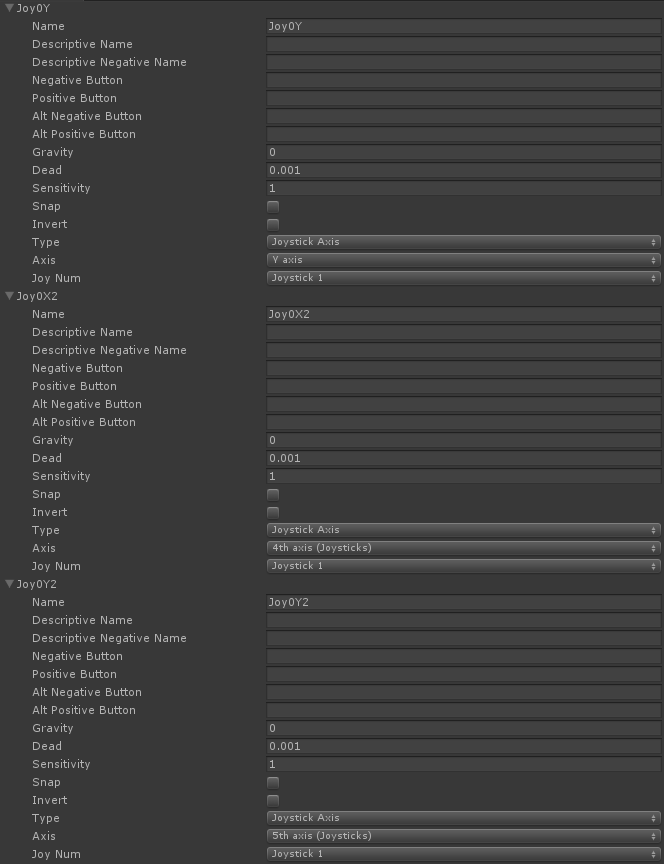 Joy0Y
Name Joy0Y
Descriptive Name
Descriptive Negative Name
Negative Button
Positive Button
Alt Negative Button
Alt Positive Button
Gravity 0
Dead 0.001
Sensitivity 1
Snap
Invert
Type Joystick Axis
Axis Y axis
Joy Num Joystick 1
Joy0X2
Name Joy0X2
Descriptive Name
Descriptive Negative Name
Negative Button
Positive Button
Alt Negative Button
Alt Positive Button
Gravity 0
Dead 0.001
Sensitivity 1
Snap
Invert
Type Joystick Axis
Axis 4th axis (Joysticks)
Joy Num Joystick 1
Joy0Y2
Name Joy0Y2
Descriptive Name
Descriptive Negative Name
Negative Button
Positive Button
Alt Negative Button
Alt Positive Button
Gravity 0
Dead 0.001
Sensitivity 1
Snap
Invert
Type Joystick Axis
Axis 5th axis (Joysticks)
Joy Num Joystick 1